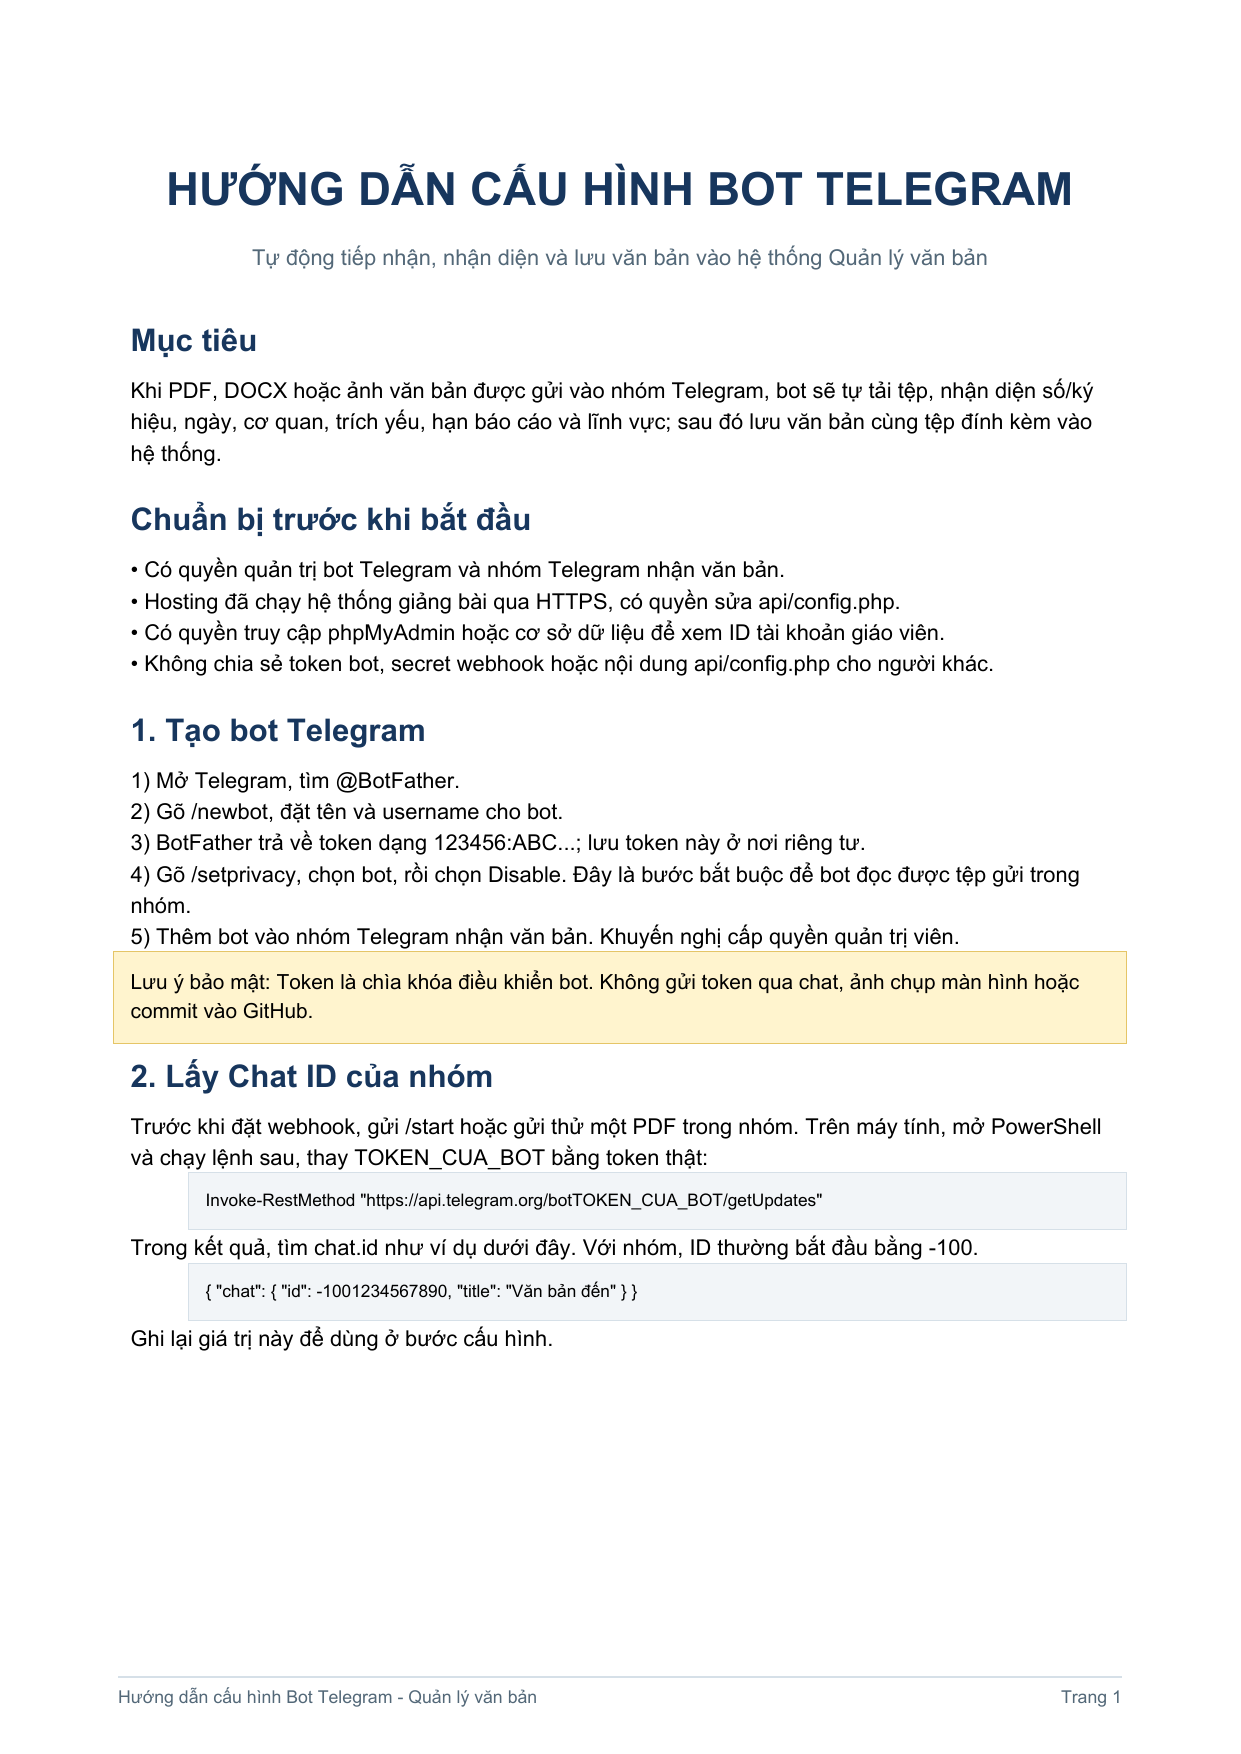 HƯỚNG DẪN CẤU HÌNH BOT TELEGRAM
Tự động tiếp nhận, nhận diện và lưu văn bản vào hệ thống Quản lý văn bản
Mục tiêu
Khi PDF, DOCX hoặc ảnh văn bản được gửi vào nhóm Telegram, bot sẽ tự tải tệp, nhận diện số/ký
hiệu, ngày, cơ quan, trích yếu, hạn báo cáo và lĩnh vực; sau đó lưu văn bản cùng tệp đính kèm vào
hệ thống.
Chuẩn bị trước khi bắt đầu
• Có quyền quản trị bot Telegram và nhóm Telegram nhận văn bản.
• Hosting đã chạy hệ thống giảng bài qua HTTPS, có quyền sửa api/config.php.
• Có quyền truy cập phpMyAdmin hoặc cơ sở dữ liệu để xem ID tài khoản giáo viên.
• Không chia sẻ token bot, secret webhook hoặc nội dung api/config.php cho người khác.
1. Tạo bot Telegram
1) Mở Telegram, tìm @BotFather.
2) Gõ /newbot, đặt tên và username cho bot.
3) BotFather trả về token dạng 123456:ABC...; lưu token này ở nơi riêng tư.
4) Gõ /setprivacy, chọn bot, rồi chọn Disable. Đây là bước bắt buộc để bot đọc được tệp gửi trong
nhóm.
5) Thêm bot vào nhóm Telegram nhận văn bản. Khuyến nghị cấp quyền quản trị viên.
Lưu ý bảo mật: Token là chìa khóa điều khiển bot. Không gửi token qua chat, ảnh chụp màn hình hoặc
commit vào GitHub.
2. Lấy Chat ID của nhóm
Trước khi đặt webhook, gửi /start hoặc gửi thử một PDF trong nhóm. Trên máy tính, mở PowerShell
và chạy lệnh sau, thay TOKEN_CUA_BOT bằng token thật:
Invoke-RestMethod "https://api.telegram.org/botTOKEN_CUA_BOT/getUpdates"
Trong kết quả, tìm chat.id như ví dụ dưới đây. Với nhóm, ID thường bắt đầu bằng -100.
{ "chat": { "id": -1001234567890, "title": "Văn bản đến" } }
Ghi lại giá trị này để dùng ở bước cấu hình.
Hướng dẫn cấu hình Bot Telegram - Quản lý văn bản
Trang 1